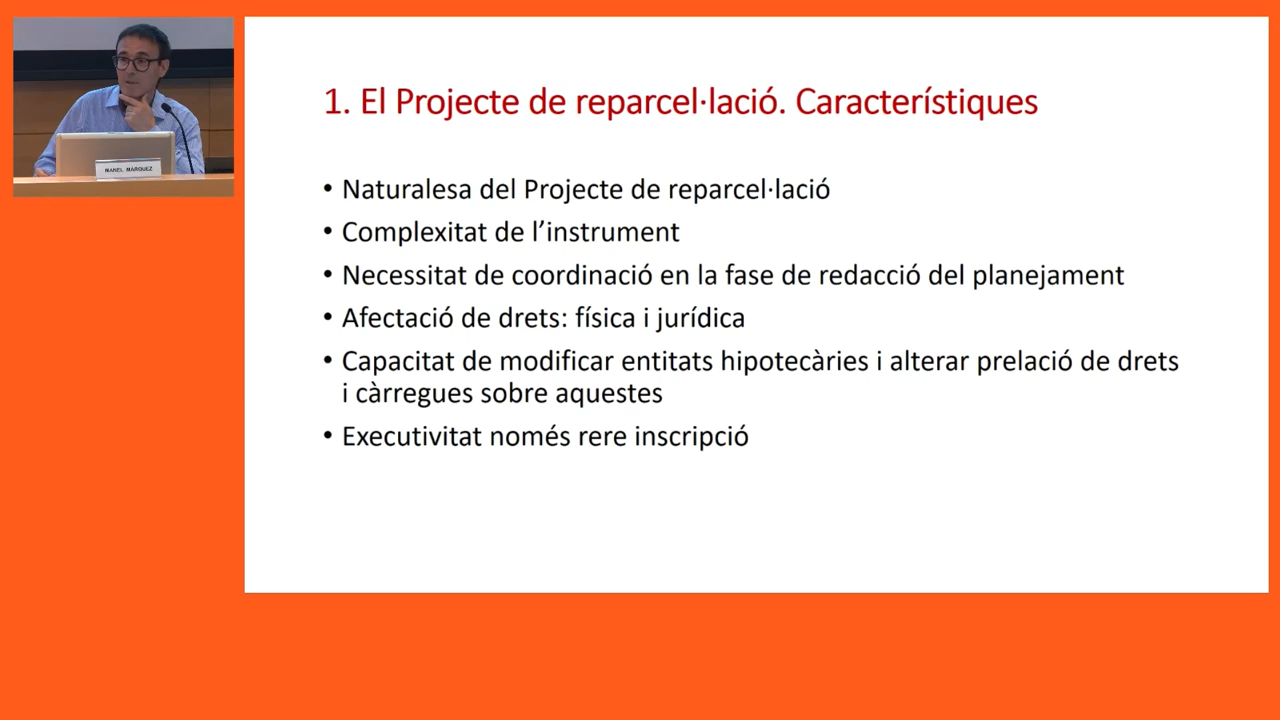 MANEL MÁRQUEZ
1. El Projecte de reparcel·lació. Característiques
• Naturalesa del Projecte de reparcel·lació
• Complexitat de l’instrument
• Necessitat de coordinació en la fase de redacció del planejament
• Afectació de drets: física i jurídica
• Capacitat de modificar entitats hipotecàries i alterar prelació de drets
i càrregues sobre aquestes
• Executivitat només rere inscripció